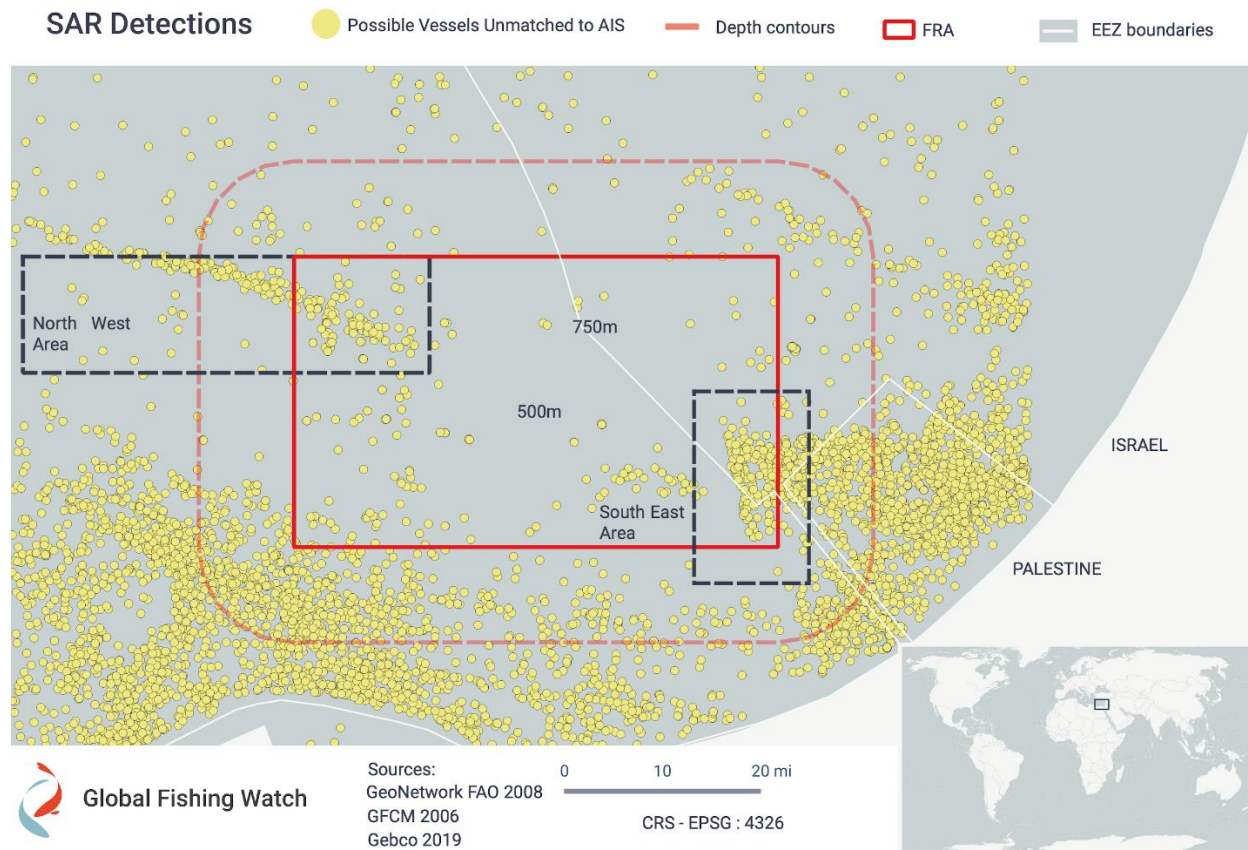 SAR Detections
Possible Vessels Unmatched to AIS
Depth contours
FRA
EEZ boundaries
North West
Area
750m
500m
South East
Area
ISRAEL
PALESTINE
Global Fishing Watch
Sources:
GeoNetwork FAO 2008
GFCM 2006
Gebco 2019
0 10 20 mi
CRS - EPSG : 4326